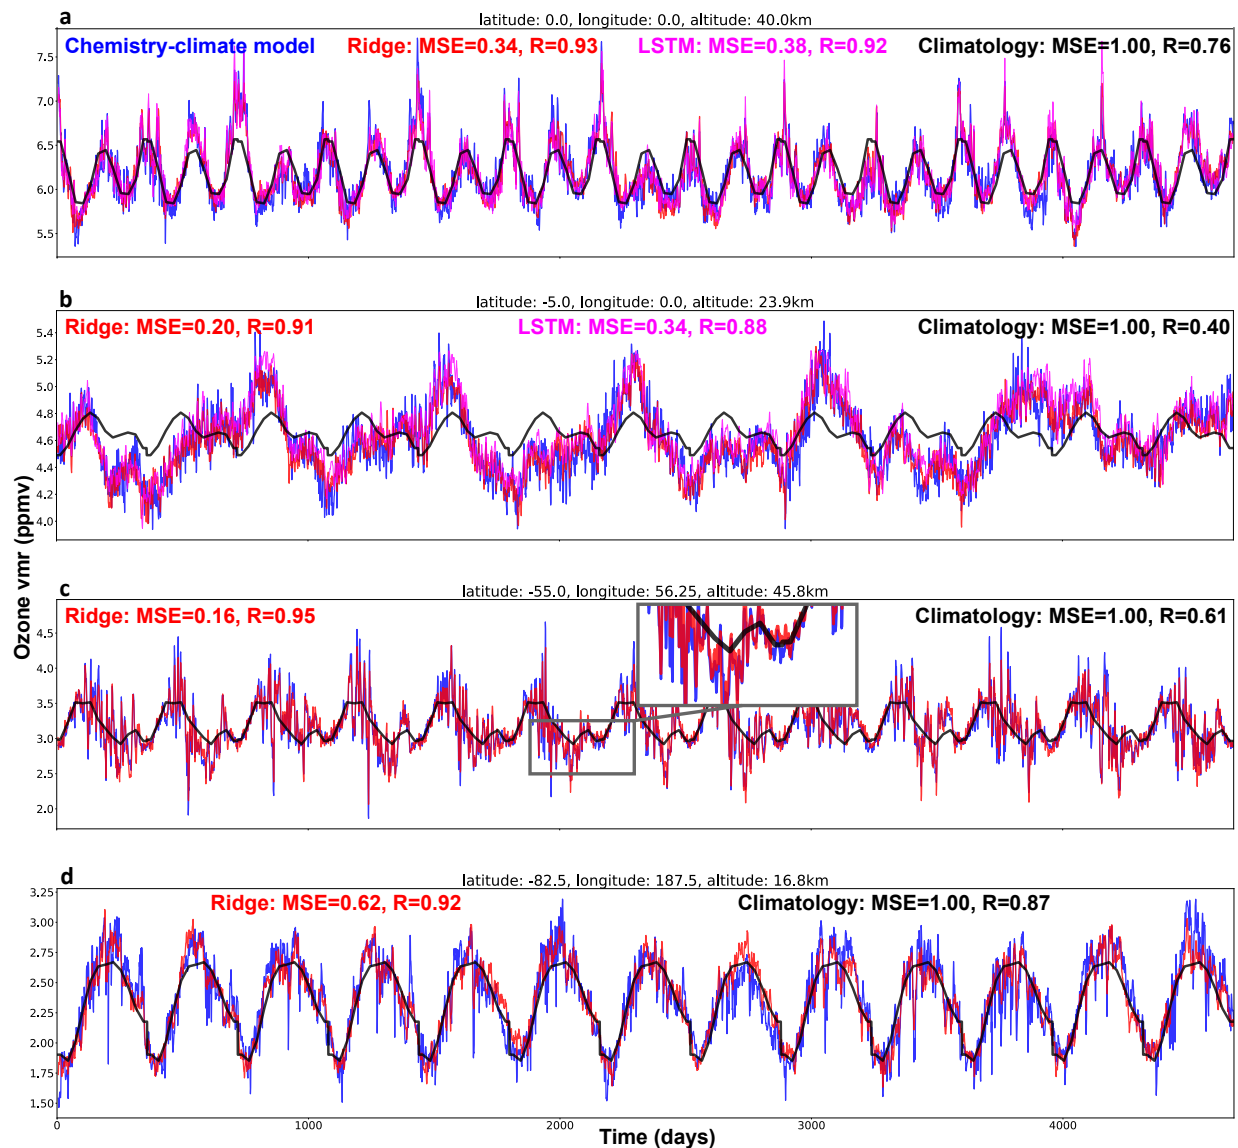 a
latitude: 0.0, longitude: 0.0, altitude: 40.0km
Chemistry-climate model Ridge: MSE=0.34, R=0.93 LSTM: MSE=0.38, R=0.92 Climatology: MSE=1.00, R=0.76
7.5
7.0
6.5
6.0
5.5
b
latitude: -5.0, longitude: 0.0, altitude: 23.9km
Ridge: MSE=0.20, R=0.91 LSTM: MSE=0.34, R=0.88 Climatology: MSE=1.00, R=0.40
5.4
5.2
5.0
4.8
4.6
4.4
4.2
4.0
Ozone vmr (ppmv)
c
latitude: -55.0, longitude: 56.25, altitude: 45.8km
Ridge: MSE=0.16, R=0.95 Climatology: MSE=1.00, R=0.61
4.5
4.0
3.5
3.0
2.5
2.0
1000 2000 3000 4000
d
latitude: -82.5, longitude: 187.5, altitude: 16.8km
Ridge: MSE=0.62, R=0.92 Climatology: MSE=1.00, R=0.87
3.25
3.00
2.75
2.50
2.25
2.00
1.75
1.50
0 1000 2000 3000 4000
Time (days)